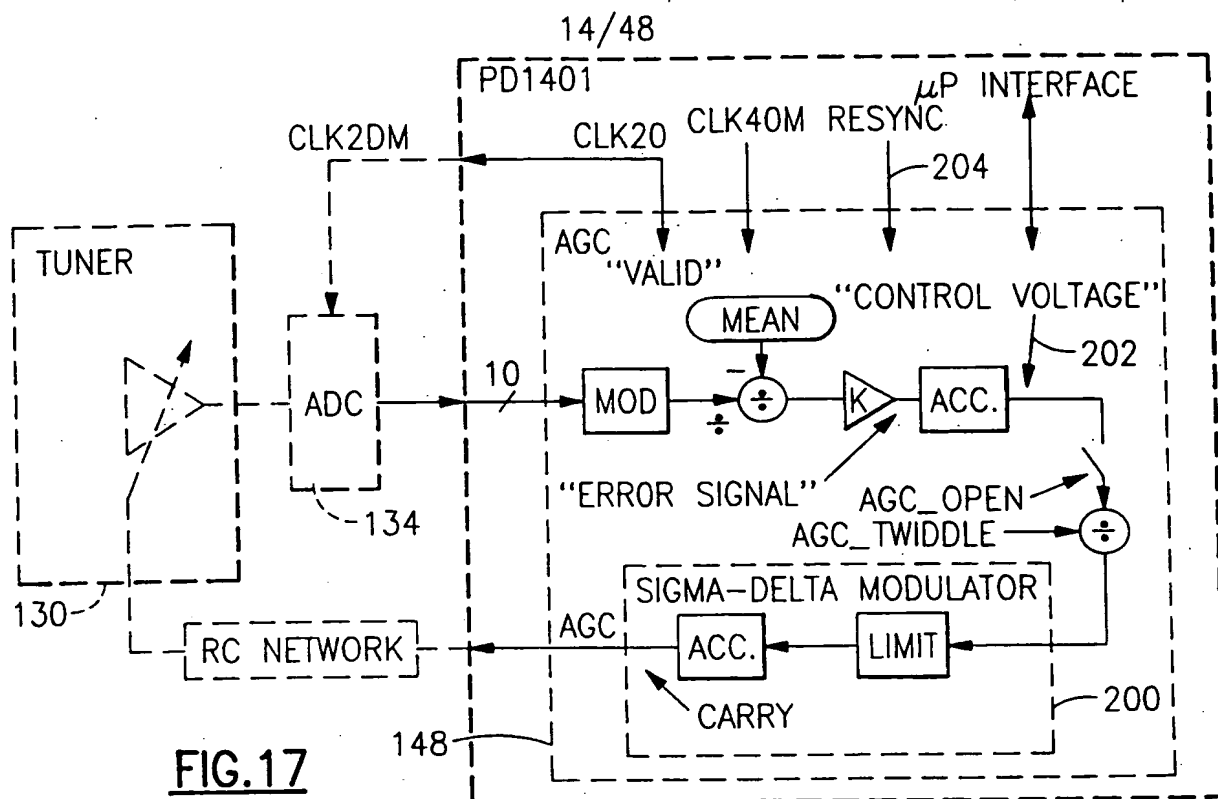 14/48
PD1401
μP INTERFACE
CLK2DM
CLK20
CLK40M RESYNC
204
TUNER
AGC
"VALID"
"CONTROL VOLTAGE"
MEAN
202
ADC
10
MOD
−
÷
÷
K
ACC.
"ERROR SIGNAL"
AGC_OPEN
134
AGC_TWIDDLE
÷
130
SIGMA-DELTA MODULATOR
AGC
RC NETWORK
ACC.
LIMIT
CARRY
200
148
FIG.17